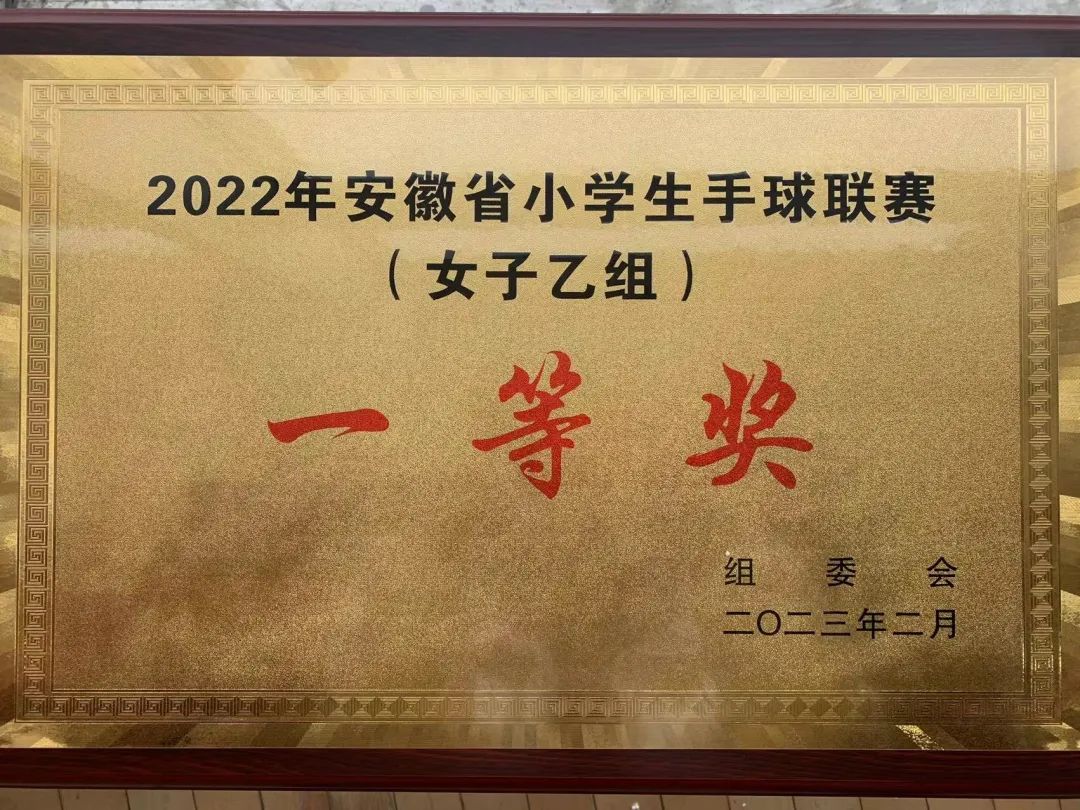 2022年安徽省小学生手球联赛
（女子乙组）
一等奖
组委会
二〇二三年二月